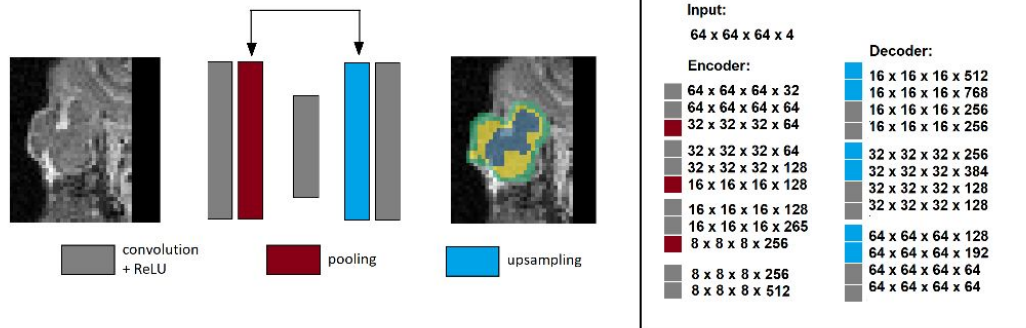 convolution
+ ReLU
pooling
upsampling
Input:
64 x 64 x 64 x 4
Encoder:
64 x 64 x 64 x 32
64 x 64 x 64 x 64
32 x 32 x 32 x 64
32 x 32 x 32 x 64
32 x 32 x 32 x 128
16 x 16 x 16 x 128
16 x 16 x 16 x 128
16 x 16 x 16 x 265
8 x 8 x 8 x 256
8 x 8 x 8 x 256
8 x 8 x 8 x 512
Decoder:
16 x 16 x 16 x 512
16 x 16 x 16 x 768
16 x 16 x 16 x 256
16 x 16 x 16 x 256
32 x 32 x 32 x 256
32 x 32 x 32 x 384
32 x 32 x 32 x 128
32 x 32 x 32 x 128
64 x 64 x 64 x 128
64 x 64 x 64 x 192
64 x 64 x 64 x 64
64 x 64 x 64 x 64